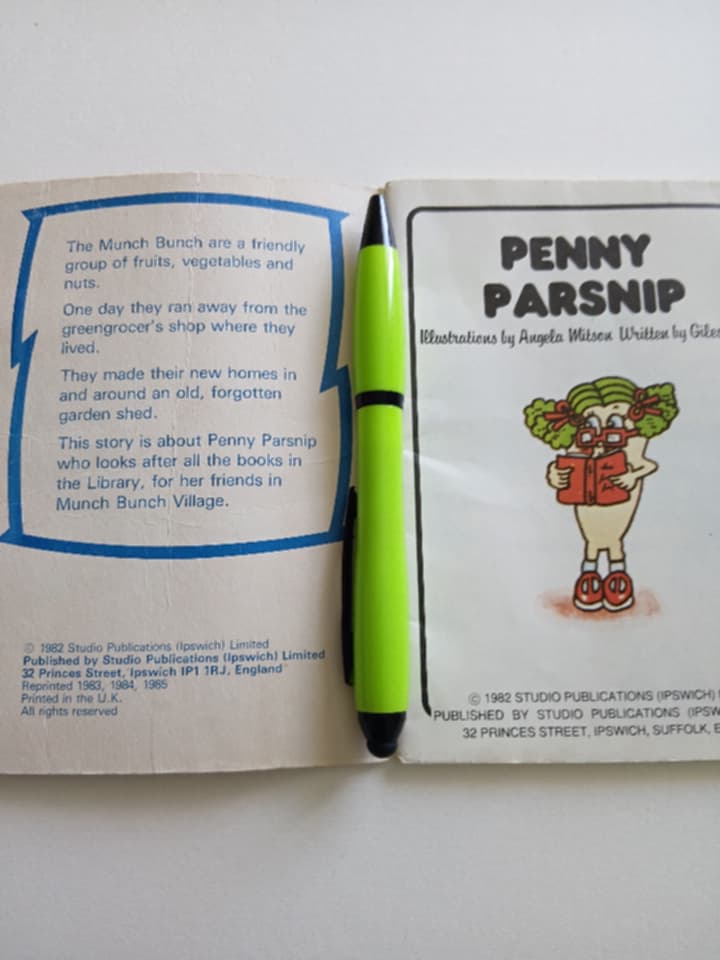 The Munch Bunch are a friendly
group of fruits, vegetables and
nuts.
One day they ran away from the
greengrocer's shop where they
lived.
They made their new homes in
and around an old, forgotten
garden shed.
This story is about Penny Parsnip
who looks after all the books in
the Library, for her friends in
Munch Bunch Village.
© 1982 Studio Publications (Ipswich) Limited
Published by Studio Publications (Ipswich) Limited
32 Princes Street, Ipswich IP1 1RJ, England
Reprinted 1983, 1984, 1985
Printed in the U.K.
All rights reserved
PENNY
PARSNIP
Illustrations by Angela Mitson Written by Giles
© 1982 STUDIO PUBLICATIONS (IPSWICH)
PUBLISHED BY STUDIO PUBLICATIONS (IPSW
32 PRINCES STREET, IPSWICH, SUFFOLK, E